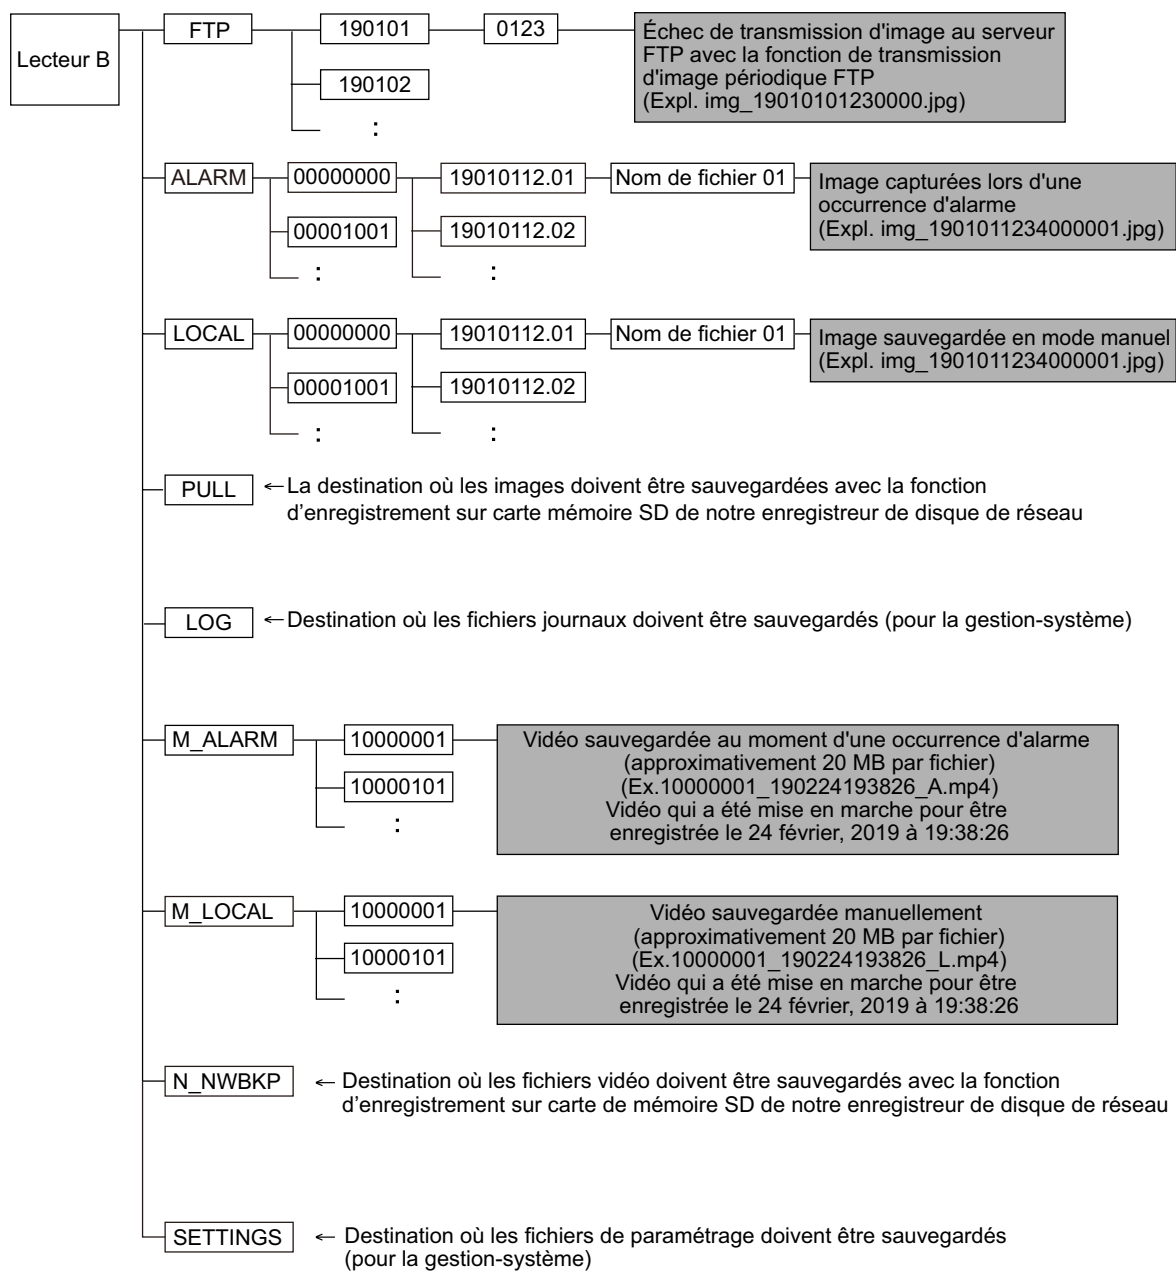 Lecteur B
FTP
190101
0123
Échec de transmission d'image au serveur
FTP avec la fonction de transmission
d'image périodique FTP
(Expl. img_19010101230000.jpg)
190102
:
ALARM
00000000
19010112.01
Nom de fichier 01
Image capturées lors d'une
occurrence d'alarme
(Expl. img_1901011234000001.jpg)
00001001
19010112.02
:
:
LOCAL
00000000
19010112.01
Nom de fichier 01
Image sauvegardée en mode manuel
(Expl. img_1901011234000001.jpg)
00001001
19010112.02
:
:
PULL
←La destination où les images doivent être sauvegardées avec la fonction
d'enregistrement sur carte mémoire SD de notre enregistreur de disque de réseau
LOG
←Destination où les fichiers journaux doivent être sauvegardés (pour la gestion-système)
M_ALARM
10000001
Vidéo sauvegardée au moment d'une occurrence d'alarme
(approximativement 20 MB par fichier)
(Ex.10000001_190224193826_A.mp4)
Vidéo qui a été mise en marche pour être
enregistrée le 24 février, 2019 à 19:38:26
10000101
:
M_LOCAL
10000001
Vidéo sauvegardée manuellement
(approximativement 20 MB par fichier)
(Ex.10000001_190224193826_L.mp4)
Vidéo qui a été mise en marche pour être
enregistrée le 24 février, 2019 à 19:38:26
10000101
:
N_NWBKP
← Destination où les fichiers vidéo doivent être sauvegardés avec la fonction
d'enregistrement sur carte de mémoire SD de notre enregistreur de disque de réseau
SETTINGS
← Destination où les fichiers de paramétrage doivent être sauvegardés
(pour la gestion-système)